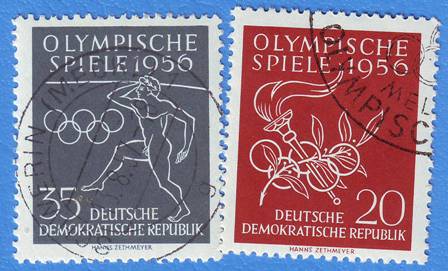 OLYMPISCHE
SPIELE 1956
35
DEUTSCHE
DEMOKRATISCHE REPUBLIK
HANNS ZETHMEYER
OLYMPISCHE
SPIELE 1956
20
DEUTSCHE
DEMOKRATISCHE REPUBLIK
HANNS ZETHMEYER